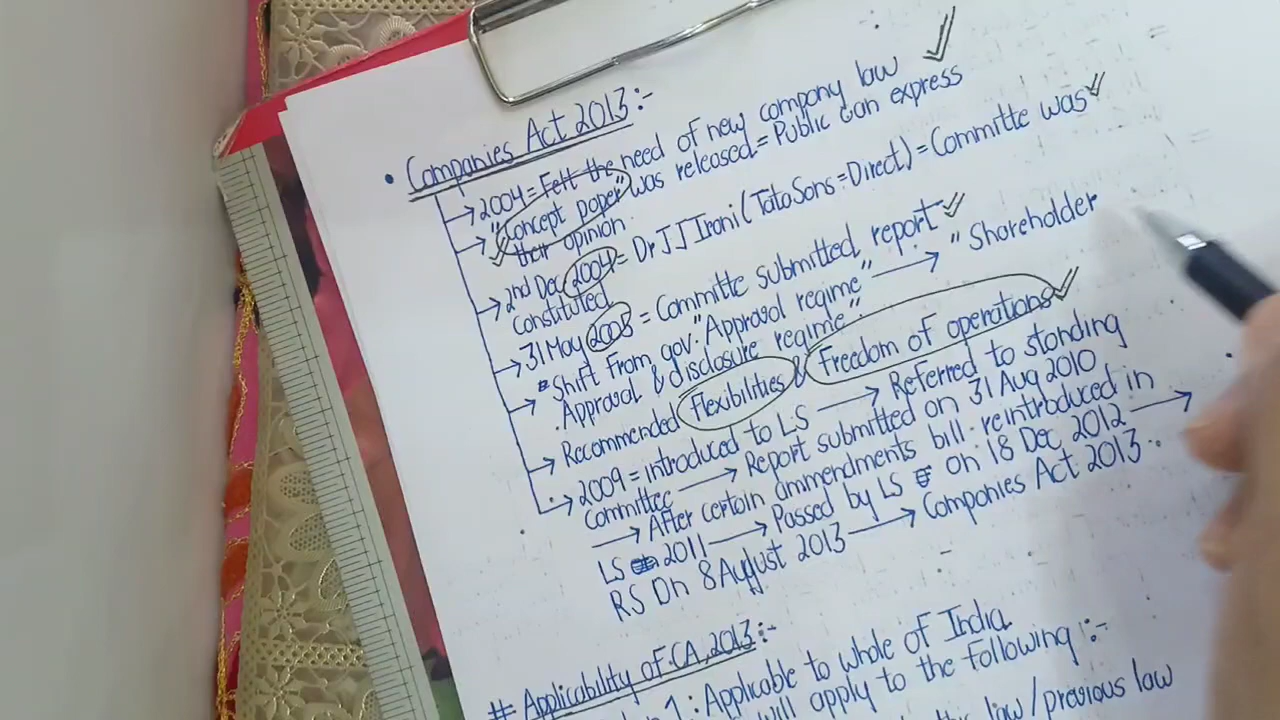 • Companies Act 2013:-
→ 2004 = Felt the need of new company law
→ "Concept paper" was released = Public can express
their opinion.
→ 2nd Dec 2004 = Dr JJ Irani (Tata Sons = Direct) = Committe was
constituted
→ 31 May 2005 = Committe submitted report
→ Shift from gov. "Approval regime" → "Shareholder
Approval & disclosure regime".
→ Recommended flexibilities & Freedom of operations
→ 2009 = introduced to LS → Referred to standing
Committee → Report submitted on 31 Aug 2010
→ After certain ammendments bill reintroduced in
LS 2011 → Passed by LS on 18 Dec 2012 →
RS On 8 August 2013 → Companies Act 2013.
# Applicability of CA, 2013:-
1: Applicable to whole of India
will apply to the following:-
law/previous law